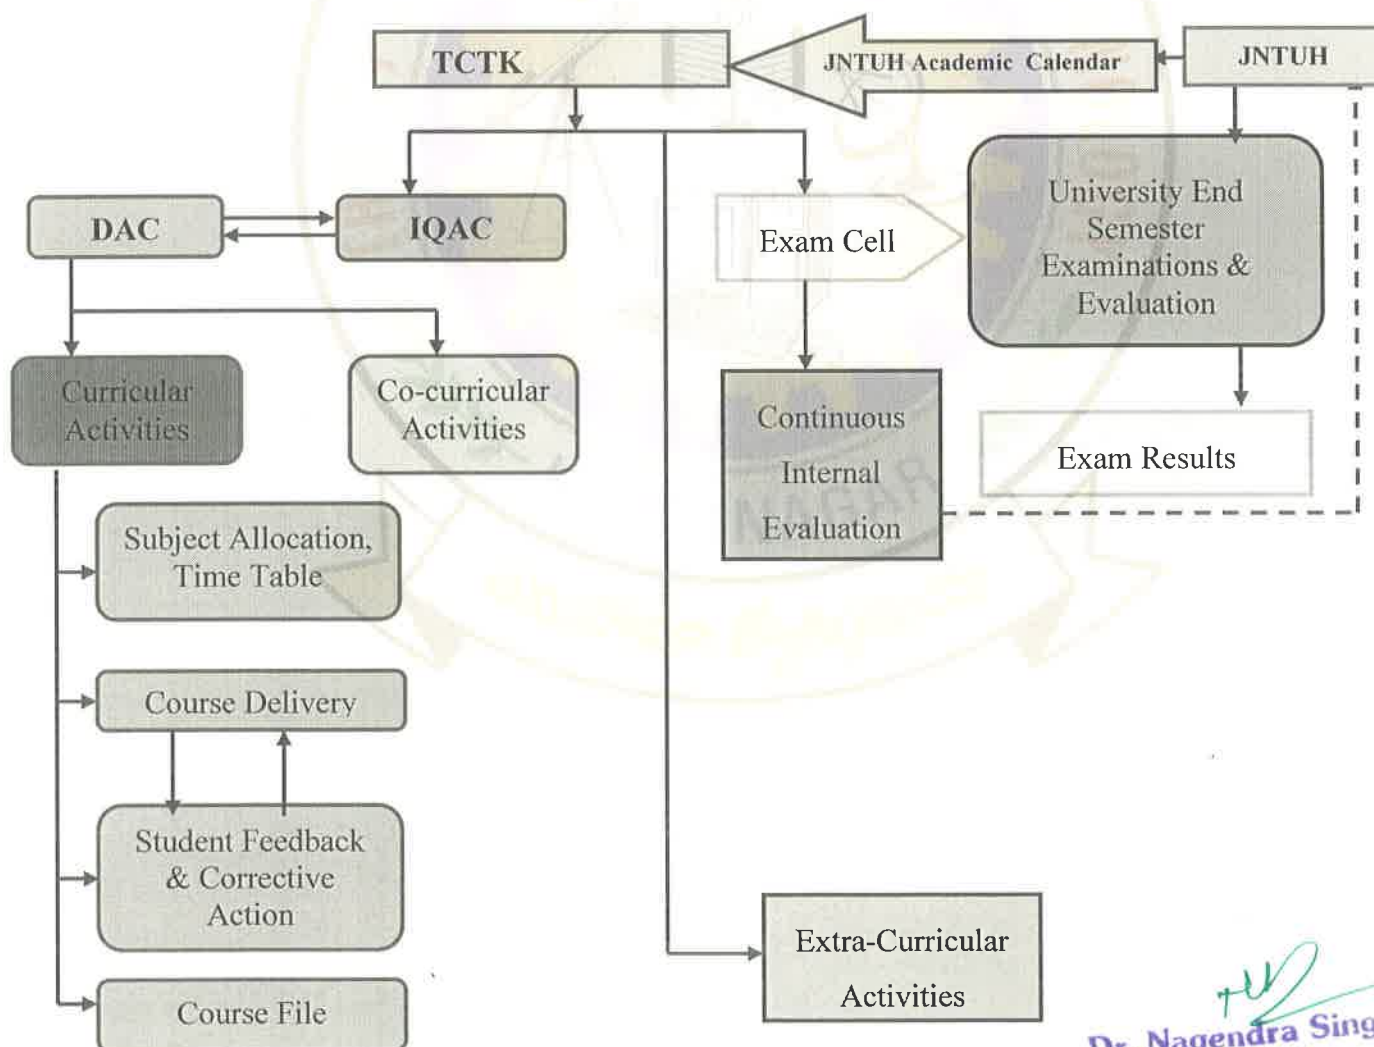 TCTK
JNTUH Academic Calendar
JNTUH
DAC
IQAC
Exam Cell
University End
Semester
Examinations &
Evaluation
Curricular
Activities
Co-curricular
Activities
Continuous
Internal
Evaluation
Exam Results
NAGAR
Subject Allocation,
Time Table
Course Delivery
Student Feedback
& Corrective
Action
Course File
Extra-Curricular
Activities
Dr. Nagendra Sing